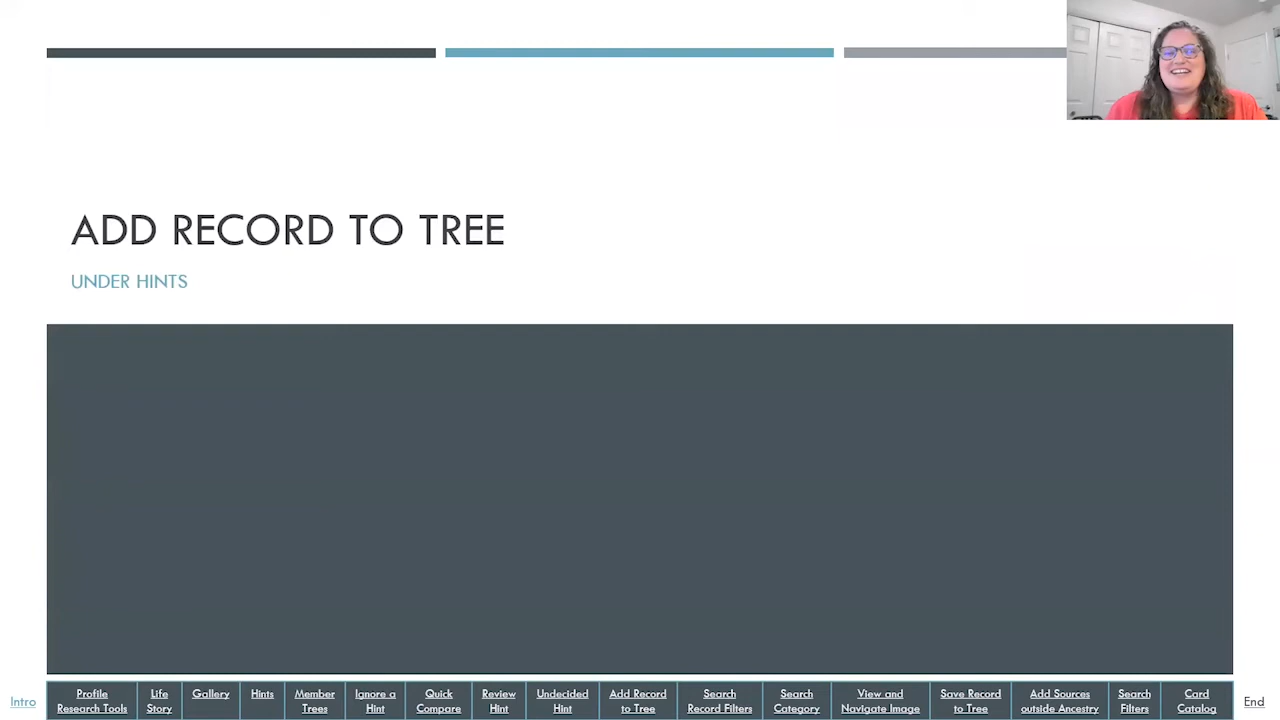 ADD RECORD TO TREE
UNDER HINTS
Intro
Profile
Research Tools
Life
Story
Gallery
Hints
Member
Trees
Ignore a
Hint
Quick
Compare
Review
Hint
Undecided
Hint
Add Record
to Tree
Search
Record Filters
Search
Category
View and
Navigate Image
Save Record
to Tree
Add Sources
outside Ancestry
Search
Filters
Card
Catalog
End